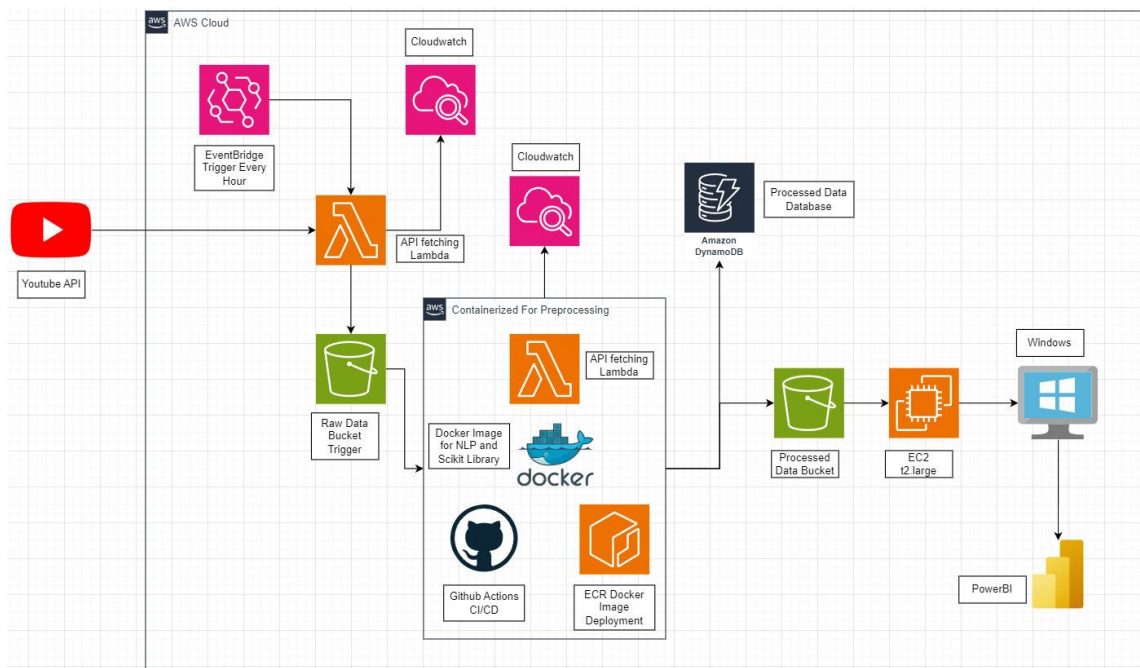 aws
AWS Cloud
Cloudwatch
EventBridge
Trigger Every
Hour
Cloudwatch
Processed Data
Database
API fetching
Lambda
Amazon
DynamoDB
Youtube API
aws
Containerized For Preprocessing
Windows
API fetching
Lambda
Raw Data
Bucket
Trigger
Docker Image
for NLP and
Scikit Library
docker
Processed
Data Bucket
EC2
t2.large
Github Actions
CI/CD
ECR Docker
Image
Deployment
PowerBI